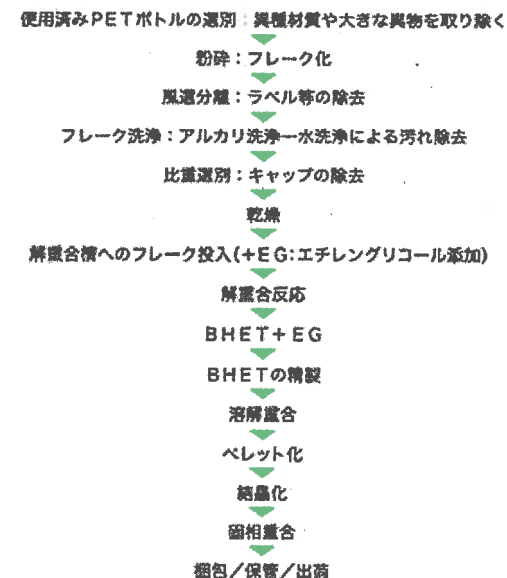 使用済みPETボトルの選別：異種材質や大きな異物を取り除く
粉砕：フレーク化
風選分離：ラベル等の除去
フレーク洗浄：アルカリ洗浄ー水洗浄による汚れ除去
比重選別：キャップの除去
乾燥
解重合槽へのフレーク投入(+EG:エチレングリコール添加)
解重合反応
BHET+EG
BHETの精製
溶解重合
ペレット化
結晶化
固相重合
梱包／保管／出荷